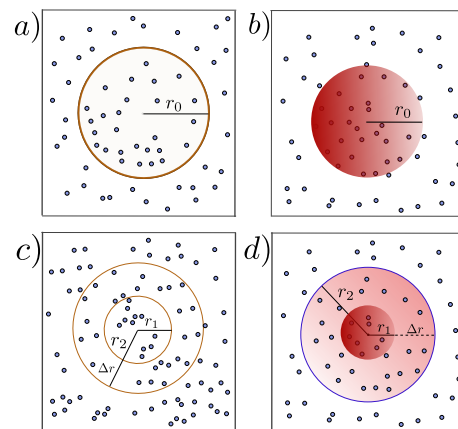 a)
r₀
b)
r₀
c)
r₁
r₂
Δr
d)
r₂
r₁
Δr